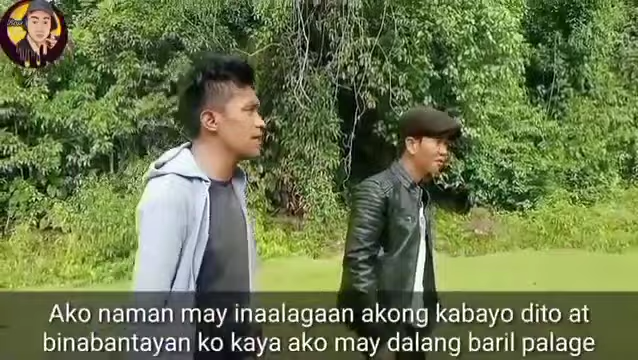 Ako naman may inaalagaan akong kabayo dito at
binabantayan ko kaya ako may dalang baril palage